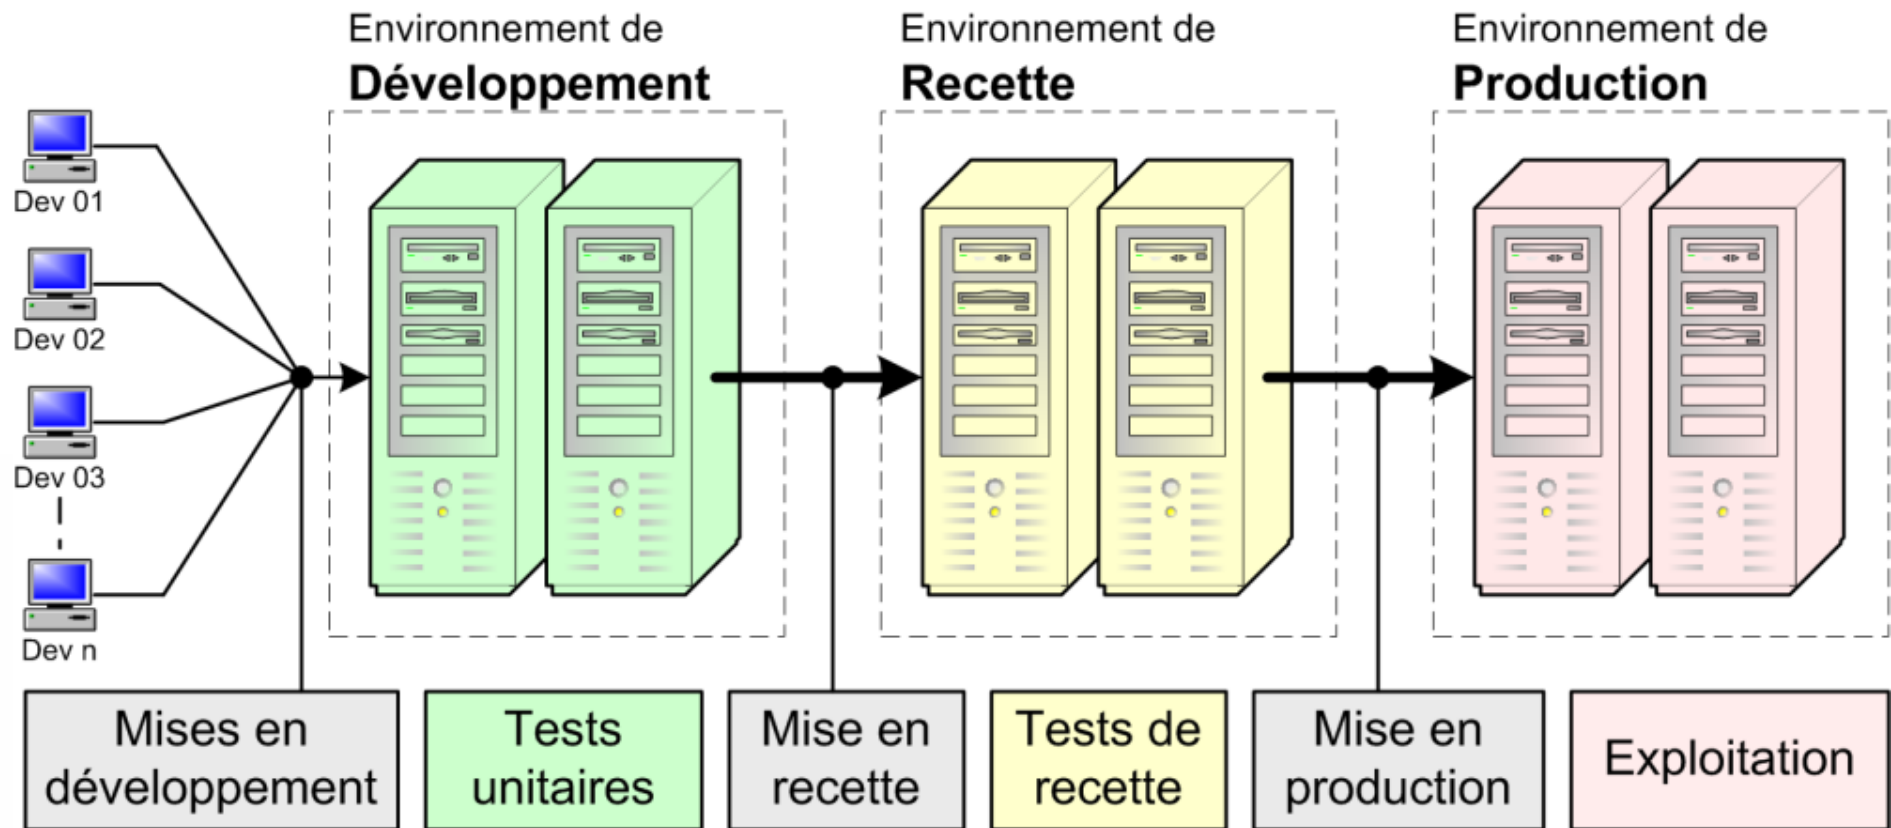 Environnement de
Développement
Environnement de
Recette
Environnement de
Production
Dev 01
Dev 02
Dev 03
Dev n
Mises en
développement
Tests
unitaires
Mise en
recette
Tests de
recette
Mise en
production
Exploitation